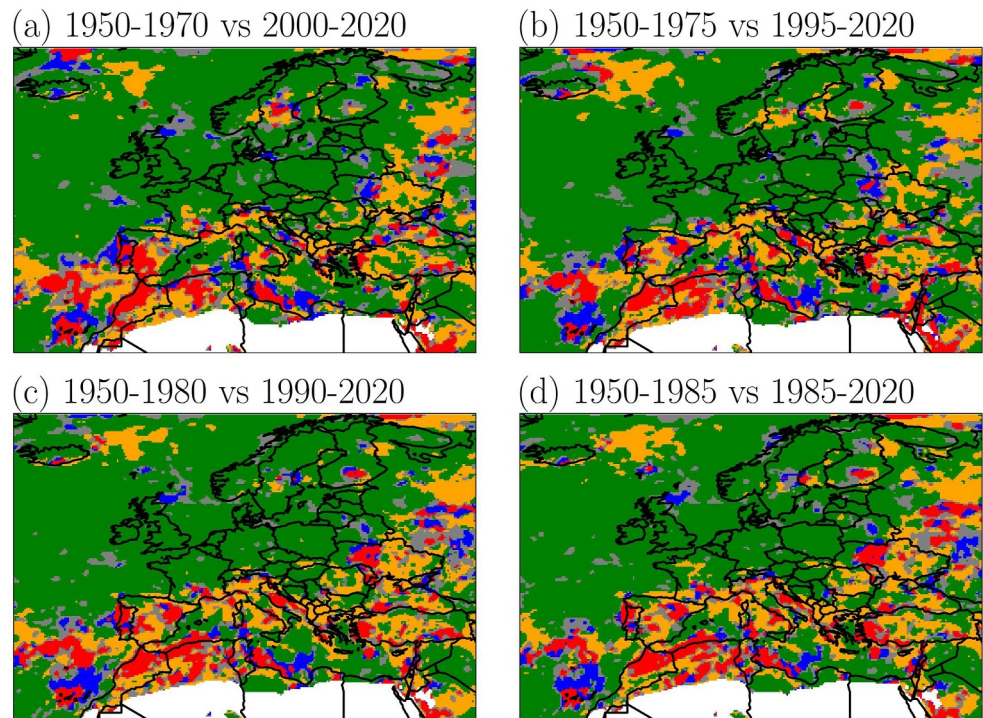 (a) 1950-1970 vs 2000-2020
(b) 1950-1975 vs 1995-2020
(c) 1950-1980 vs 1990-2020
(d) 1950-1985 vs 1985-2020